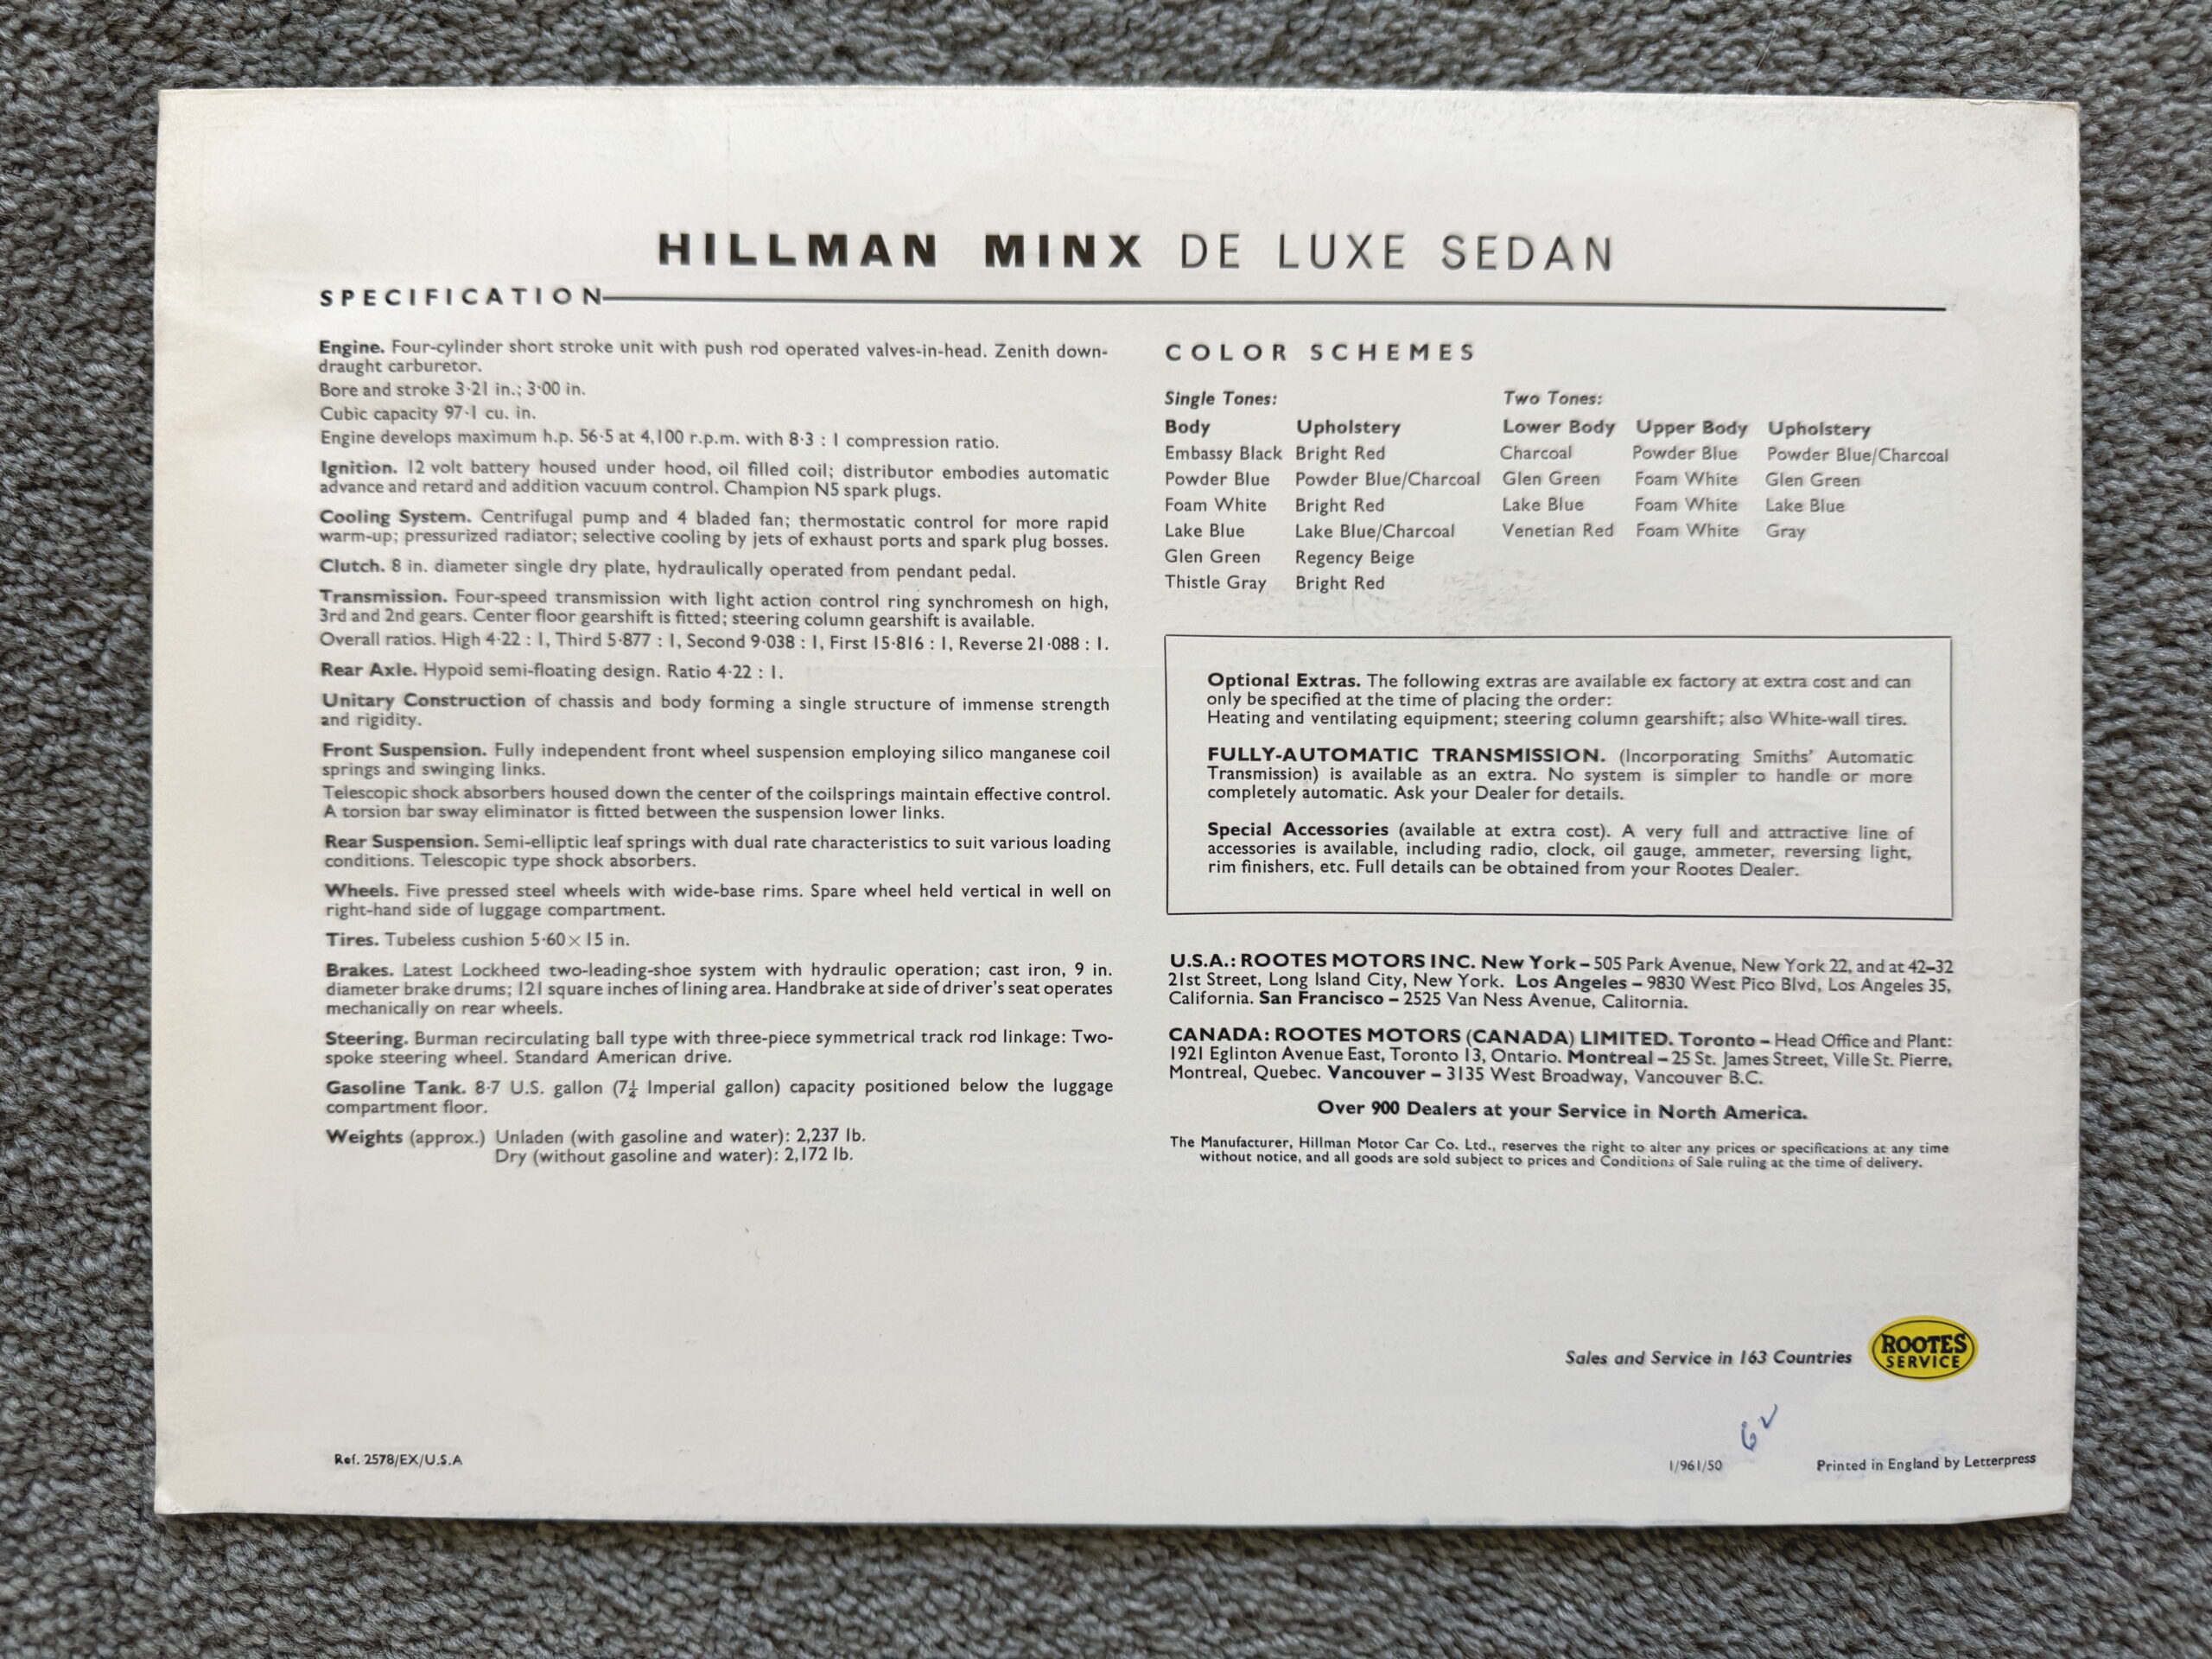 HILLMAN MINX DE LUXE SEDAN
SPECIFICATION
Engine. Four-cylinder short stroke unit with push rod operated valves-in-head. Zenith down-
draught carburetor.
Bore and stroke 3·21 in.; 3·00 in.
Cubic capacity 97·1 cu. in.
Engine develops maximum h.p. 56·5 at 4,100 r.p.m. with 8·3 : 1 compression ratio.
Ignition. 12 volt battery housed under hood, oil filled coil; distributor embodies automatic
advance and retard and addition vacuum control. Champion N5 spark plugs.
Cooling System. Centrifugal pump and 4 bladed fan; thermostatic control for more rapid
warm-up; pressurized radiator; selective cooling by jets of exhaust ports and spark plug bosses.
Clutch. 8 in. diameter single dry plate, hydraulically operated from pendant pedal.
Transmission. Four-speed transmission with light action control ring synchromesh on high,
3rd and 2nd gears. Center floor gearshift is fitted; steering column gearshift is available.
Overall ratios. High 4·22 : 1, Third 5·877 : 1, Second 9·038 : 1, First 15·816 : 1, Reverse 21·088 : 1.
Rear Axle. Hypoid semi-floating design. Ratio 4·22 : 1.
Unitary Construction of chassis and body forming a single structure of immense strength
and rigidity.
Front Suspension. Fully independent front wheel suspension employing silico manganese coil
springs and swinging links.
Telescopic shock absorbers housed down the center of the coilsprings maintain effective control.
A torsion bar sway eliminator is fitted between the suspension lower links.
Rear Suspension. Semi-elliptic leaf springs with dual rate characteristics to suit various loading
conditions. Telescopic type shock absorbers.
Wheels. Five pressed steel wheels with wide-base rims. Spare wheel held vertical in well on
right-hand side of luggage compartment.
Tires. Tubeless cushion 5·60 × 15 in.
Brakes. Latest Lockheed two-leading-shoe system with hydraulic operation; cast iron, 9 in.
diameter brake drums; 121 square inches of lining area. Handbrake at side of driver's seat operates
mechanically on rear wheels.
Steering. Burman recirculating ball type with three-piece symmetrical track rod linkage: Two-
spoke steering wheel. Standard American drive.
Gasoline Tank. 8·7 U.S. gallon (7¼ Imperial gallon) capacity positioned below the luggage
compartment floor.
Weights (approx.) Unladen (with gasoline and water): 2,237 lb.
Dry (without gasoline and water): 2,172 lb.
COLOR SCHEMES
Single Tones: Two Tones:
Body Upholstery Lower Body Upper Body Upholstery
Embassy Black Bright Red Charcoal Powder Blue Powder Blue/Charcoal
Powder Blue Powder Blue/Charcoal Glen Green Foam White Glen Green
Foam White Bright Red Lake Blue Foam White Lake Blue
Lake Blue Lake Blue/Charcoal Venetian Red Foam White Gray
Glen Green Regency Beige
Thistle Gray Bright Red
Optional Extras. The following extras are available ex factory at extra cost and can
only be specified at the time of placing the order:
Heating and ventilating equipment; steering column gearshift; also White-wall tires.
FULLY-AUTOMATIC TRANSMISSION. (Incorporating Smiths' Automatic
Transmission) is available as an extra. No system is simpler to handle or more
completely automatic. Ask your Dealer for details.
Special Accessories (available at extra cost). A very full and attractive line of
accessories is available, including radio, clock, oil gauge, ammeter, reversing light,
rim finishers, etc. Full details can be obtained from your Rootes Dealer.
U.S.A.: ROOTES MOTORS INC. New York – 505 Park Avenue, New York 22, and at 42–32
21st Street, Long Island City, New York. Los Angeles – 9830 West Pico Blvd, Los Angeles 35,
California. San Francisco – 2525 Van Ness Avenue, Calitornia.
CANADA: ROOTES MOTORS (CANADA) LIMITED. Toronto – Head Office and Plant:
1921 Eglinton Avenue East, Toronto 13, Ontario. Montreal – 25 St. James Street, Ville St. Pierre,
Montreal, Quebec. Vancouver – 3135 West Broadway, Vancouver B.C.
Over 900 Dealers at your Service in North America.
The Manufacturer, Hillman Motor Car Co. Ltd., reserves the right to alter any prices or specifications at any time
without notice, and all goods are sold subject to prices and Conditions of Sale ruling at the time of delivery.
Sales and Service in 163 Countries
ROOTES
SERVICE
Ref. 2578/EX/U.S.A
1/961/50
Printed in England by Letterpress